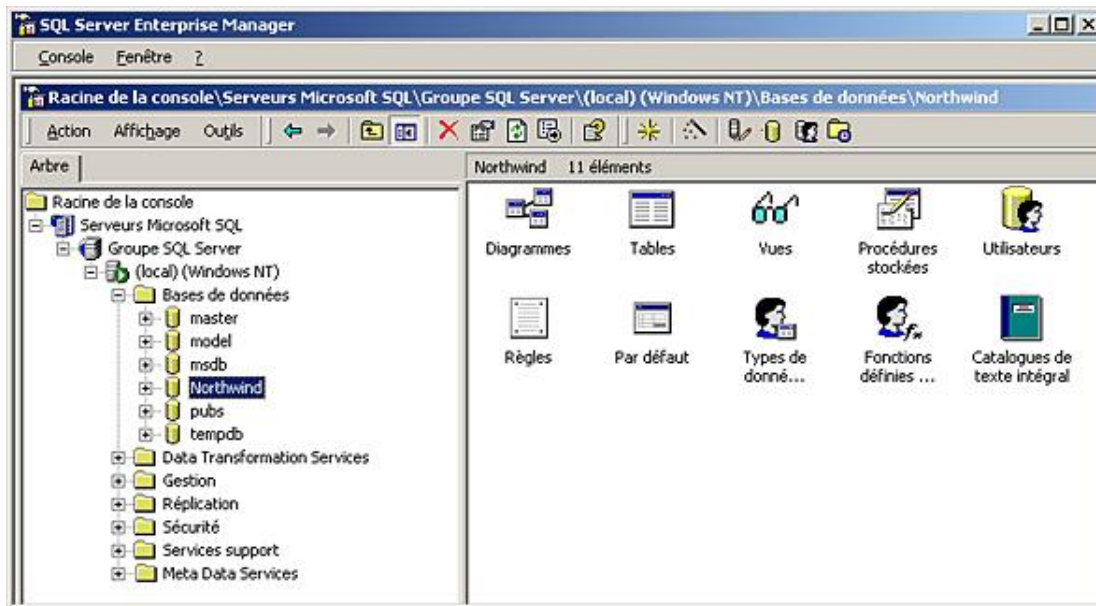 SQL Server Enterprise Manager
Console Fenêtre ?
Racine de la console\Serveurs Microsoft SQL\Groupe SQL Server\(local) (Windows NT)\Bases de données\Northwind
Action Affichage Outils
Arbre
Northwind 11 éléments
Racine de la console
Serveurs Microsoft SQL
Groupe SQL Server
(local) (Windows NT)
Bases de données
master
model
msdb
Northwind
pubs
tempdb
Data Transformation Services
Gestion
Réplication
Sécurité
Services support
Meta Data Services
Diagrammes
Tables
Vues
Procédures
stockées
Utilisateurs
Règles
Par défaut
Types de
donné...
Fonctions
définies ...
Catalogues de
texte intégral